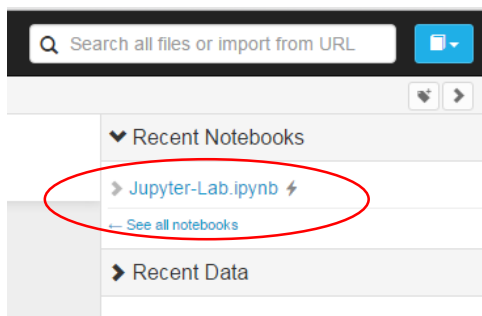 Search all files or import from URL
Recent Notebooks
Jupyter-Lab.ipynb
← See all notebooks
Recent Data